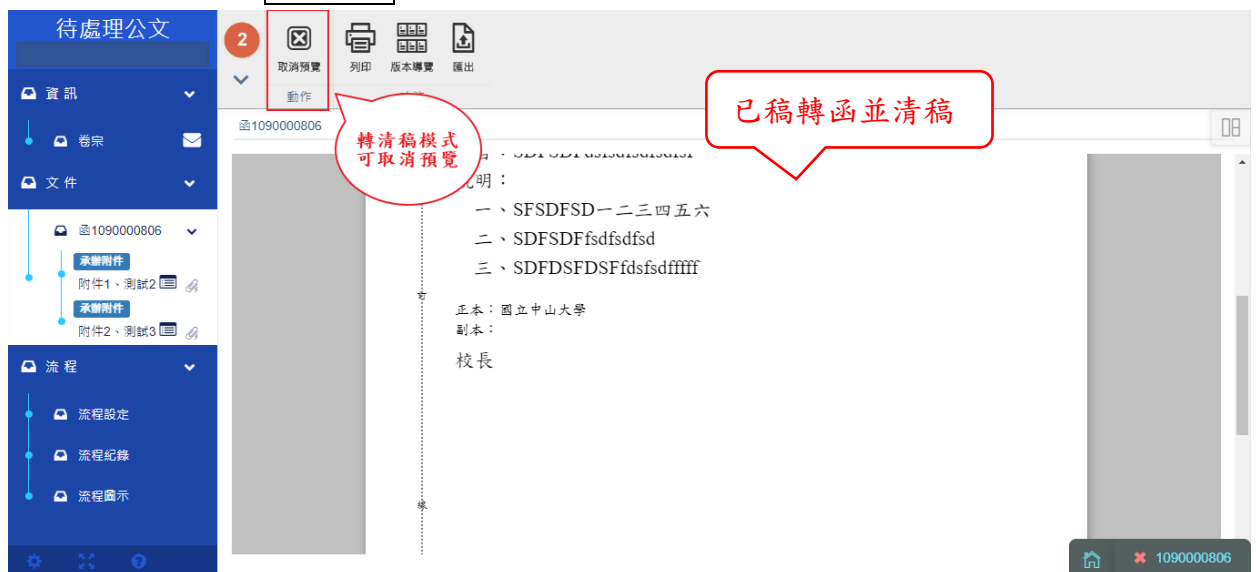 待處理公文
資訊
卷宗
文件
函1090000806
承辦附件
附件1、測試2
承辦附件
附件2、測試3
流程
流程設定
流程紀錄
流程圖示
2
取消預覽
列印
版本導覽
匯出
動作
函1090000806
轉清稿模式
可取消預覽
已稿轉函並清稿
明：
一、SFSDFSD一二三四五六
二、SDFSDFfsdfsdfsd
三、SDFDSFDSFfdsfsdfffff
正本：國立中山大學
副本：
校長
線
1090000806